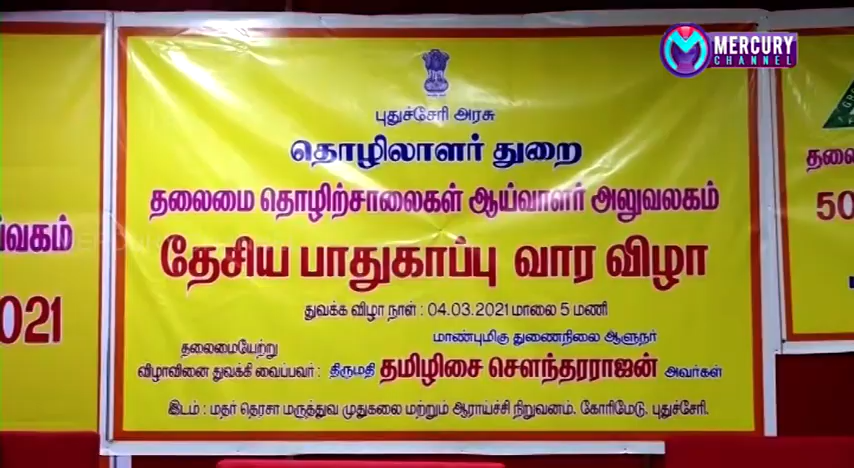 MERCURY
CHANNEL
புதுச்சேரி அரசு
தொழிலாளர் துறை
தலைமை தொழிற்சாலைகள் ஆய்வாளர் அலுவலகம்
தேசிய பாதுகாப்பு வார விழா
துவக்க விழா நாள் : 04.03.2021 மாலை 5 மணி
மாண்புமிகு துணைநிலை ஆளுநர்
தலைமையேற்று
விழாவினை துவக்கி வைப்பவர் : திருமதி தமிழிசை சௌந்தரராஜன் அவர்கள்
இடம் : மதர் தெரசா மருத்துவ முதுகலை மற்றும் ஆராய்ச்சி நிறுவனம், கோரிமேடு, புதுச்சேரி.
வகம்
021
தலை
50